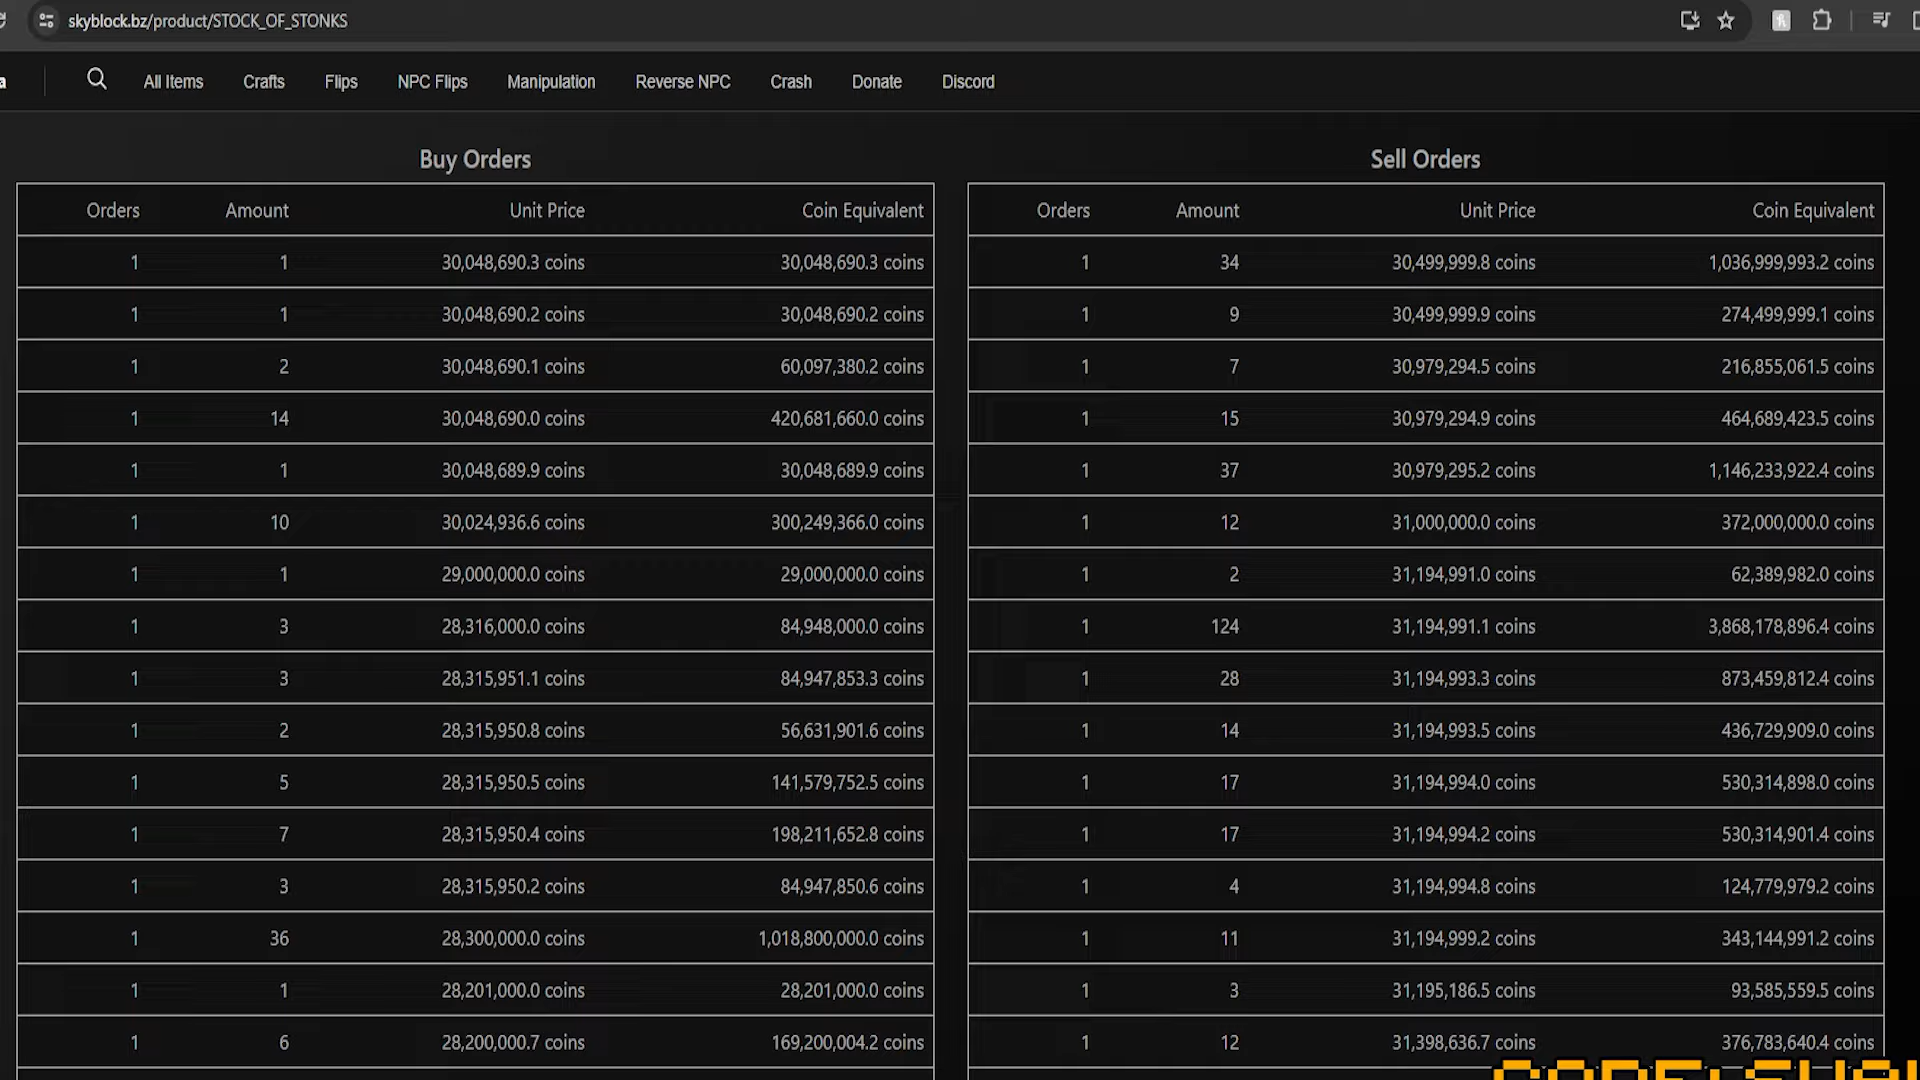 skyblock.bz/product/STOCK_OF_STONKS
a All Items Crafts Flips NPC Flips Manipulation Reverse NPC Crash Donate Discord
Buy Orders Sell Orders
Orders Amount Unit Price Coin Equivalent Orders Amount Unit Price Coin Equivalent
1 1 30,048,690.3 coins 30,048,690.3 coins 1 34 30,499,999.8 coins 1,036,999,993.2 coins
1 1 30,048,690.2 coins 30,048,690.2 coins 1 9 30,499,999.9 coins 274,499,999.1 coins
1 2 30,048,690.1 coins 60,097,380.2 coins 1 7 30,979,294.5 coins 216,855,061.5 coins
1 14 30,048,690.0 coins 420,681,660.0 coins 1 15 30,979,294.9 coins 464,689,423.5 coins
1 1 30,048,689.9 coins 30,048,689.9 coins 1 37 30,979,295.2 coins 1,146,233,922.4 coins
1 10 30,024,936.6 coins 300,249,366.0 coins 1 12 31,000,000.0 coins 372,000,000.0 coins
1 1 29,000,000.0 coins 29,000,000.0 coins 1 2 31,194,991.0 coins 62,389,982.0 coins
1 3 28,316,000.0 coins 84,948,000.0 coins 1 124 31,194,991.1 coins 3,868,178,896.4 coins
1 3 28,315,951.1 coins 84,947,853.3 coins 1 28 31,194,993.3 coins 873,459,812.4 coins
1 2 28,315,950.8 coins 56,631,901.6 coins 1 14 31,194,993.5 coins 436,729,909.0 coins
1 5 28,315,950.5 coins 141,579,752.5 coins 1 17 31,194,994.0 coins 530,314,898.0 coins
1 7 28,315,950.4 coins 198,211,652.8 coins 1 17 31,194,994.2 coins 530,314,901.4 coins
1 3 28,315,950.2 coins 84,947,850.6 coins 1 4 31,194,994.8 coins 124,779,979.2 coins
1 36 28,300,000.0 coins 1,018,800,000.0 coins 1 11 31,194,999.2 coins 343,144,991.2 coins
1 1 28,201,000.0 coins 28,201,000.0 coins 1 3 31,195,186.5 coins 93,585,559.5 coins
1 6 28,200,000.7 coins 169,200,004.2 coins 1 12 31,398,636.7 coins 376,783,640.4 coins